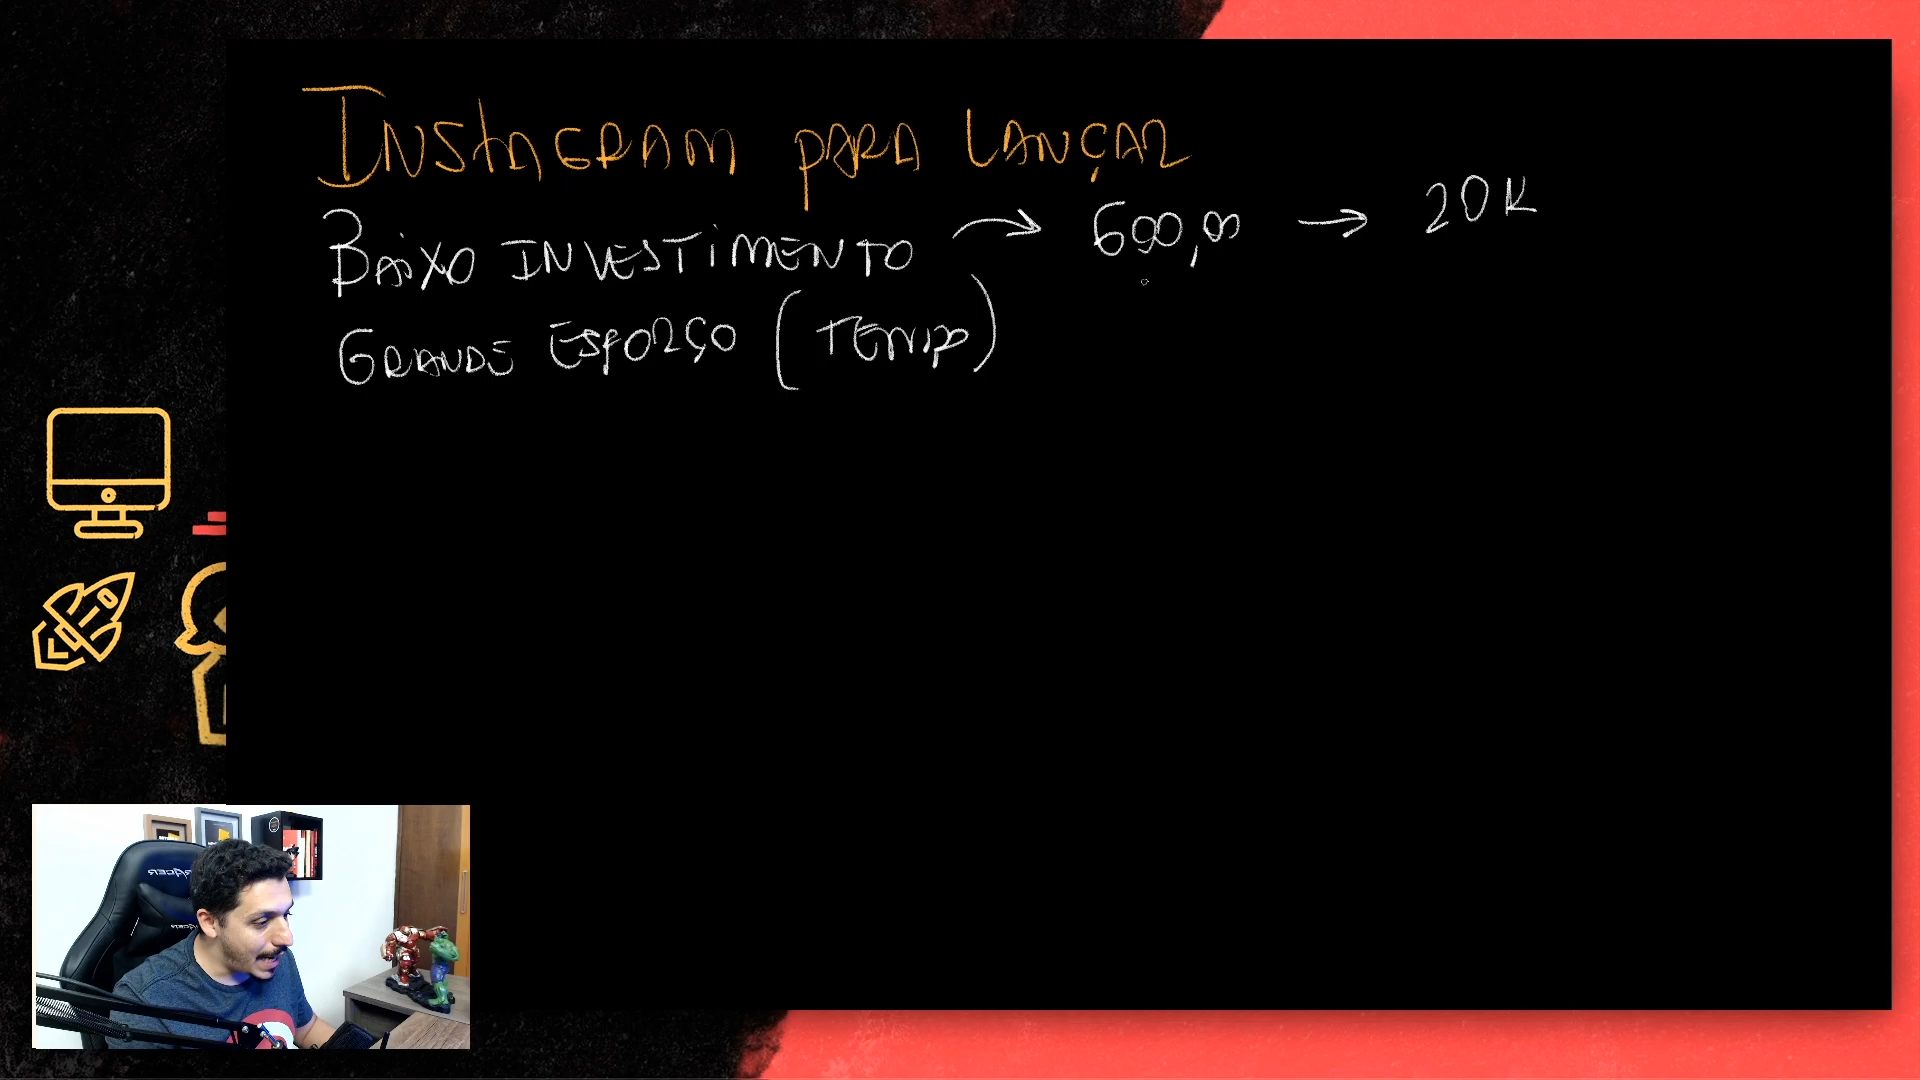 INSTAGRAM PARA LANÇAR
BAIXO INVESTIMENTO → 600,00 → 20K
GRANDE ESFORÇO (TEMPO)